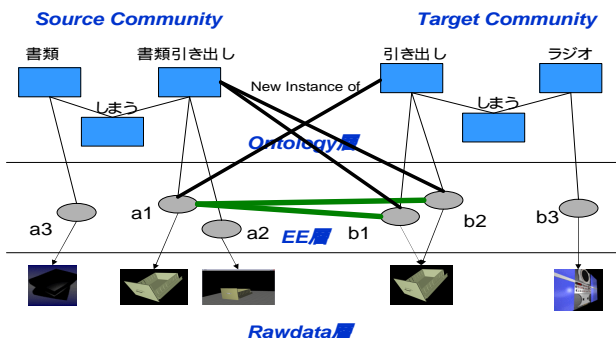 Source Community
Target Community
書類
書類引き出し
引き出し
ラジオ
New Instance of
しまう
しまう
Ontology層
a3
a1
a2
b1
b2
b3
EE層
Rawdata層